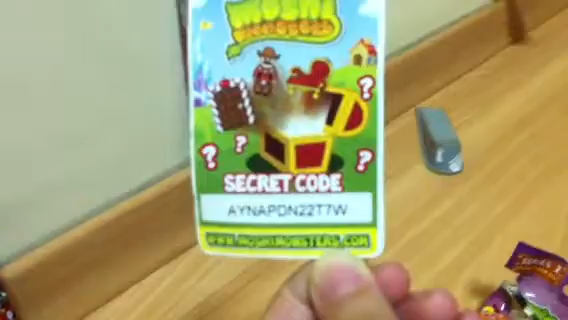 MOSHI
MONSTERS
?
?
?
?
SECRET CODE
AYNAPDN22T7W
WWW.MOSHIMONSTERS.COM